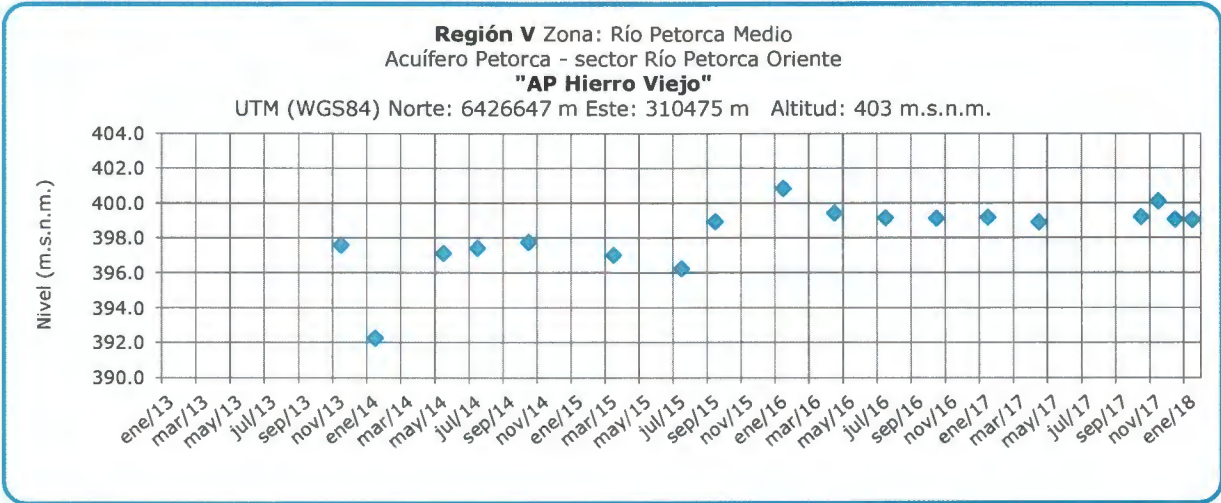 Región V Zona: Río Petorca Medio
Acuífero Petorca - sector Río Petorca Oriente
"AP Hierro Viejo"
UTM (WGS84) Norte: 6426647 m Este: 310475 m Altitud: 403 m.s.n.m.
Nivel (m.s.n.m.)
404.0
402.0
400.0
398.0
396.0
394.0
392.0
390.0
ene/13
mar/13
may/13
jul/13
sep/13
nov/13
ene/14
mar/14
may/14
jul/14
sep/14
nov/14
ene/15
mar/15
may/15
jul/15
sep/15
nov/15
ene/16
mar/16
may/16
jul/16
sep/16
nov/16
ene/17
mar/17
may/17
jul/17
sep/17
nov/17
ene/18